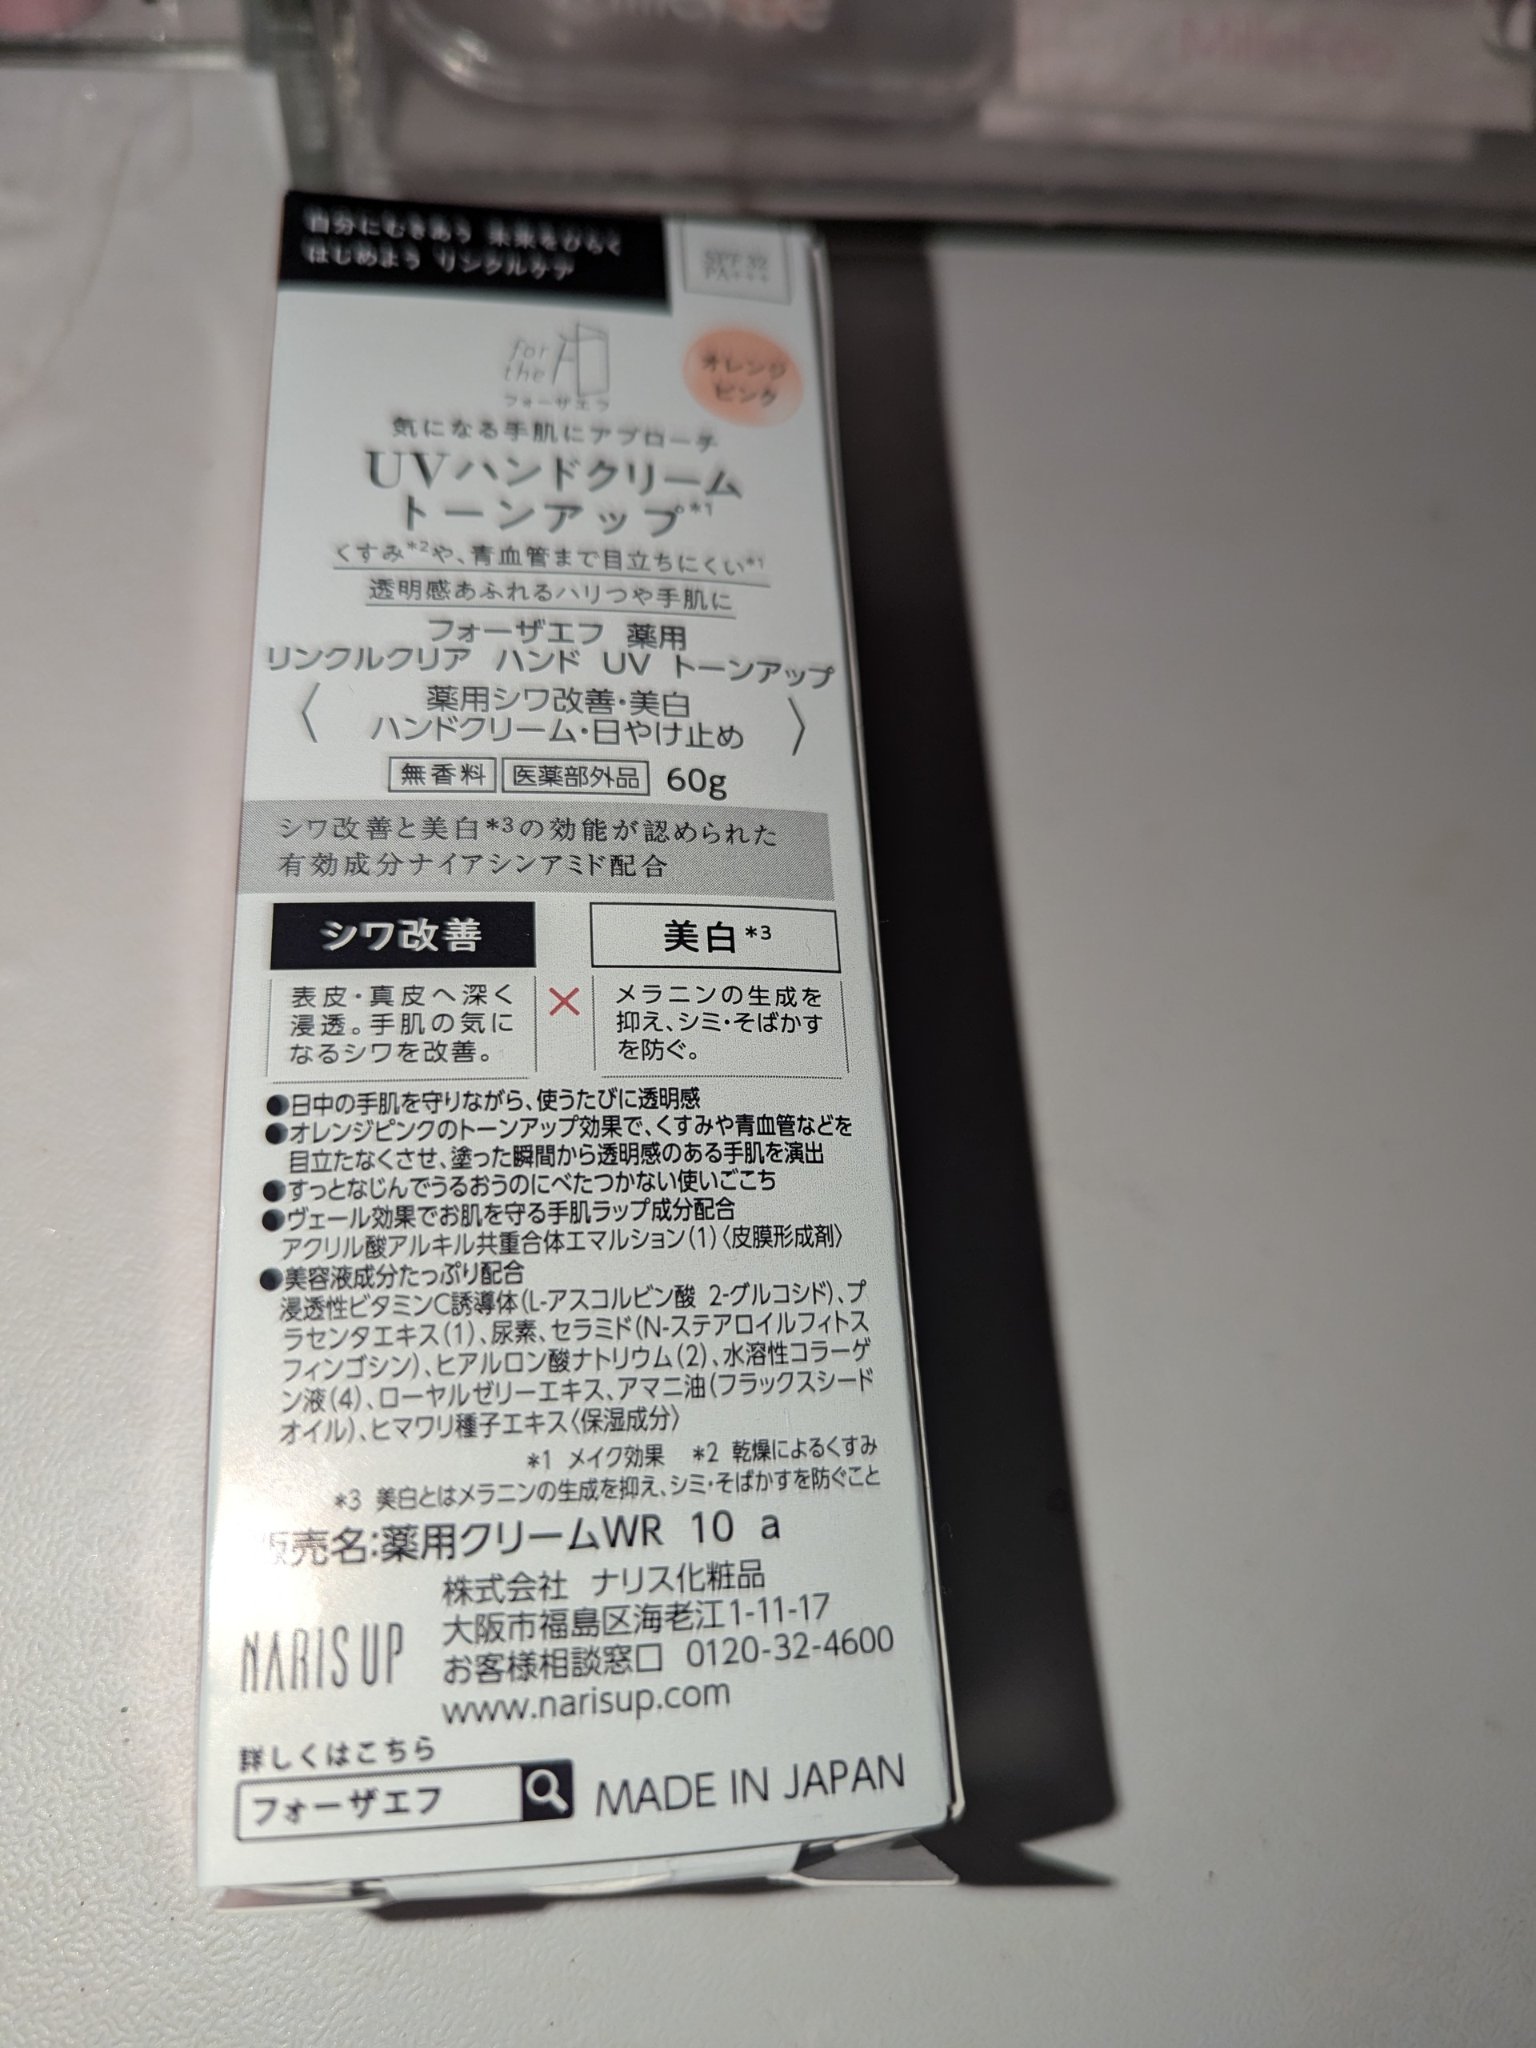 自分にむきあう 未来をひらく
はじめよう リンクルケア
SPF
PA+++
for
the
フォーザエフ
オレンジ
ピンク
気になる手肌にアプローチ
UVハンドクリーム
トーンアップ*1
くすみ*2や、青血管まで目立ちにくい*1
透明感あふれるハリつや手肌に
フォーザエフ 薬用
リンクルクリア ハンド UV トーンアップ
〈薬用シワ改善・美白
ハンドクリーム・日やけ止め〉
無香料 医薬部外品 60g
シワ改善と美白*3の効能が認められた
有効成分ナイアシンアミド配合
シワ改善
表皮・真皮へ深く
浸透。手肌の気に
なるシワを改善。
×
美白*3
メラニンの生成を
抑え、シミ・そばかす
を防ぐ。
●日中の手肌を守りながら、使うたびに透明感
●オレンジピンクのトーンアップ効果で、くすみや青血管などを
目立たなくさせ、塗った瞬間から透明感のある手肌を演出
●すっとなじんでうるおうのにべたつかない使いごこち
●ヴェール効果でお肌を守る手肌ラップ成分配合
アクリル酸アルキル共重合体エマルション(1)〈皮膜形成剤〉
●美容液成分たっぷり配合
浸透性ビタミンC誘導体(L-アスコルビン酸 2-グルコシド)、プ
ラセンタエキス(1)、尿素、セラミド(N-ステアロイルフィトス
フィンゴシン)、ヒアルロン酸ナトリウム(2)、水溶性コラーゲ
ン液(4)、ローヤルゼリーエキス、アマニ油(フラックスシード
オイル)、ヒマワリ種子エキス〈保湿成分〉
*1 メイク効果 *2 乾燥によるくすみ
*3 美白とはメラニンの生成を抑え、シミ・そばかすを防ぐこと
販売名:薬用クリームWR 10 a
NARIS UP
株式会社 ナリス化粧品
大阪市福島区海老江1-11-17
お客様相談窓口 0120-32-4600
www.narisup.com
詳しくはこちら
フォーザエフ
MADE IN JAPAN